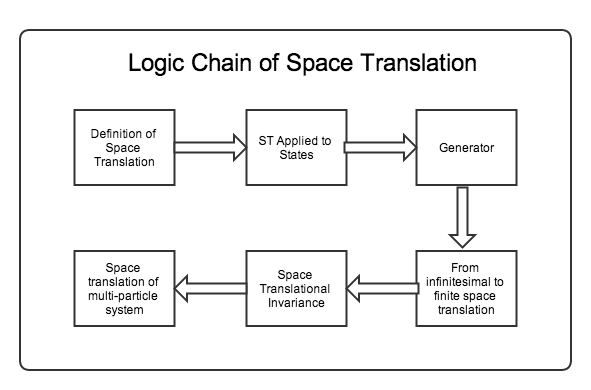 Logic Chain of Space Translation
Definition of
Space
Translation
ST Applied to
States
Generator
From
infinitesimal to
finite space
translation
Space
Translational
Invariance
Space
translation of
multi-particle
system